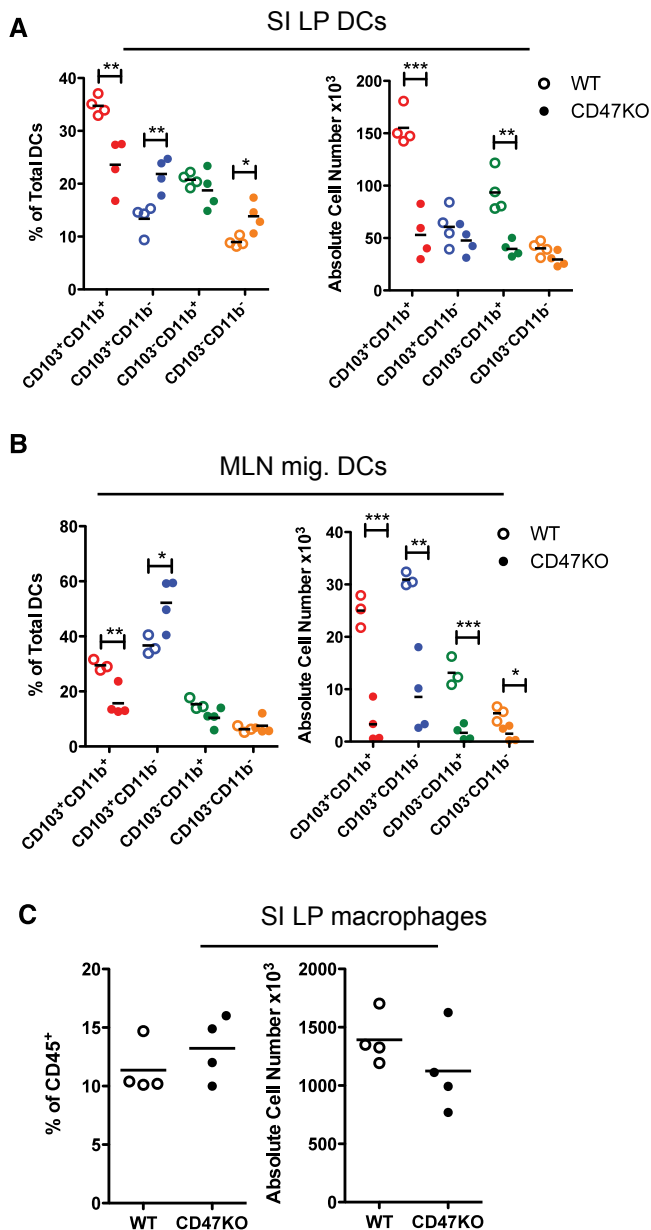 A
SI LP DCs
% of Total DCs
40
30
20
10
0
**
**
*
CD103⁺CD11b⁺
CD103⁺CD11b⁻
CD103⁻CD11b⁺
CD103⁻CD11b⁻
Absolute Cell Number x10³
200
150
100
50
0
***
**
CD103⁺CD11b⁺
CD103⁺CD11b⁻
CD103⁻CD11b⁺
CD103⁻CD11b⁻
WT
CD47KO
B
MLN mig. DCs
% of Total DCs
80
60
40
20
0
**
*
CD103⁺CD11b⁺
CD103⁺CD11b⁻
CD103⁻CD11b⁺
CD103⁻CD11b⁻
Absolute Cell Number x10³
40
30
20
10
0
***
**
***
*
CD103⁺CD11b⁺
CD103⁺CD11b⁻
CD103⁻CD11b⁺
CD103⁻CD11b⁻
WT
CD47KO
C
SI LP macrophages
% of CD45⁺
20
15
10
5
0
WT
CD47KO
Absolute Cell Number x10³
2000
1500
1000
500
0
WT
CD47KO